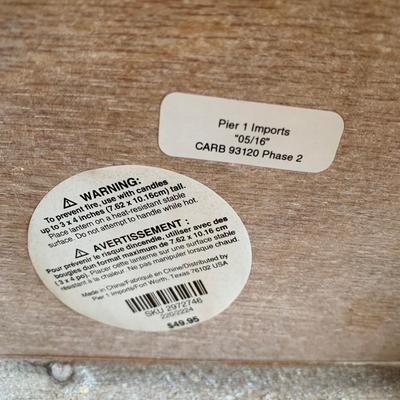 Pier 1 Imports
"05/16"
CARB 93120 Phase 2
WARNING:
To prevent fire, use with candles
up to 3 x 4 inches (7.62 x 10.16cm) tall.
Place lantern on a heat-resistant stable
surface. Do not attempt to handle while hot.
AVERTISSEMENT :
Pour prévenir le risque dincendie, utiliser avec des
bougies dun format maximum de 7.62 x 10.16 cm
( 3 x 4 po). Placer cette lanterne sur une surface stable
résistant à la chaleur. Ne pas manipuler lorsque chaud.
Made in China/Fabriqué en Chine/Distributed by
Pier 1 Imports/Fort Worth, Texas 76102 USA
SKU 2972746
220/2224
$49.95